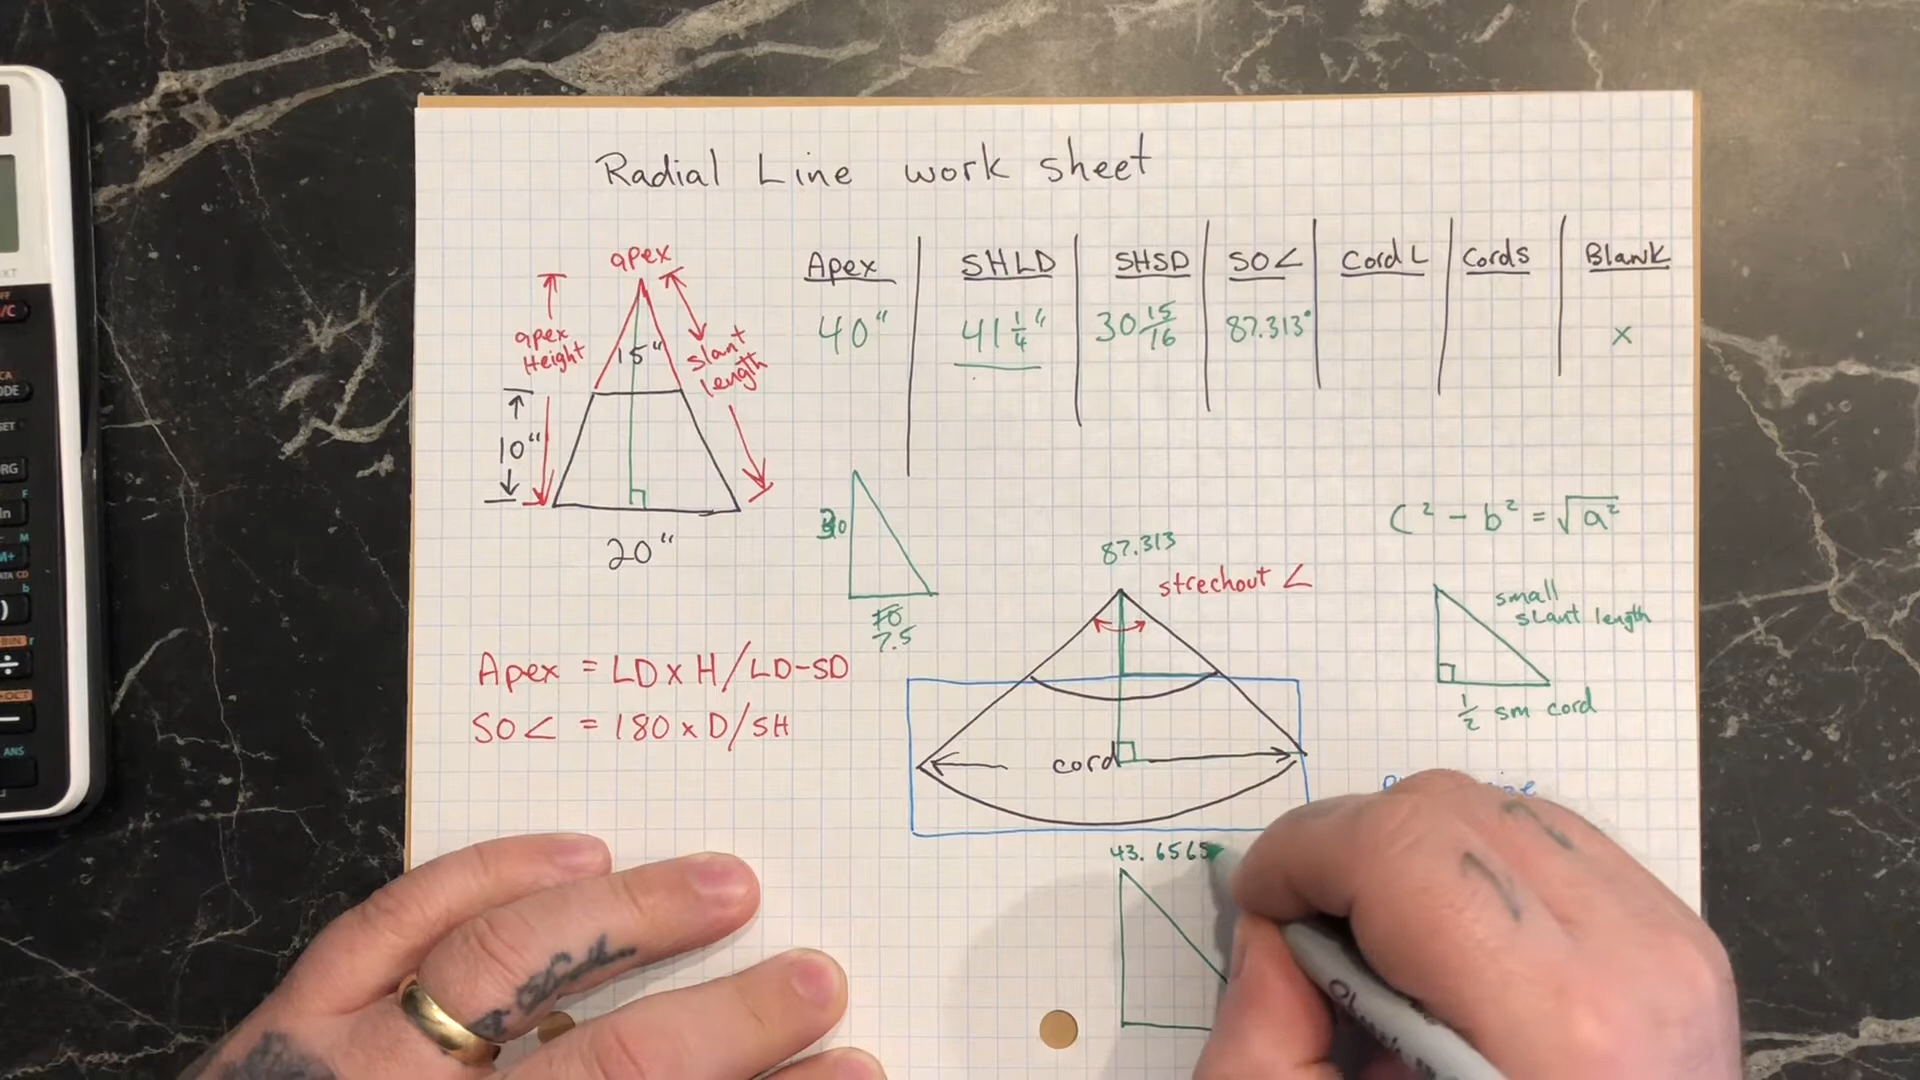 Radial Line work sheet
Apex SHLD SHSD SO∠ Cord L Cords Blank
40" 41 1/4" 30 15/16 87.313° x
apex
apex Height
15"
slant length
10"
20"
7.5
C² - b² = √a²
87.313
strechout ∠
small
slant length
1/2 sm cord
Apex = LD x H/LD-SD
SO∠ = 180 x D/SH
cord
43.6565
ANS